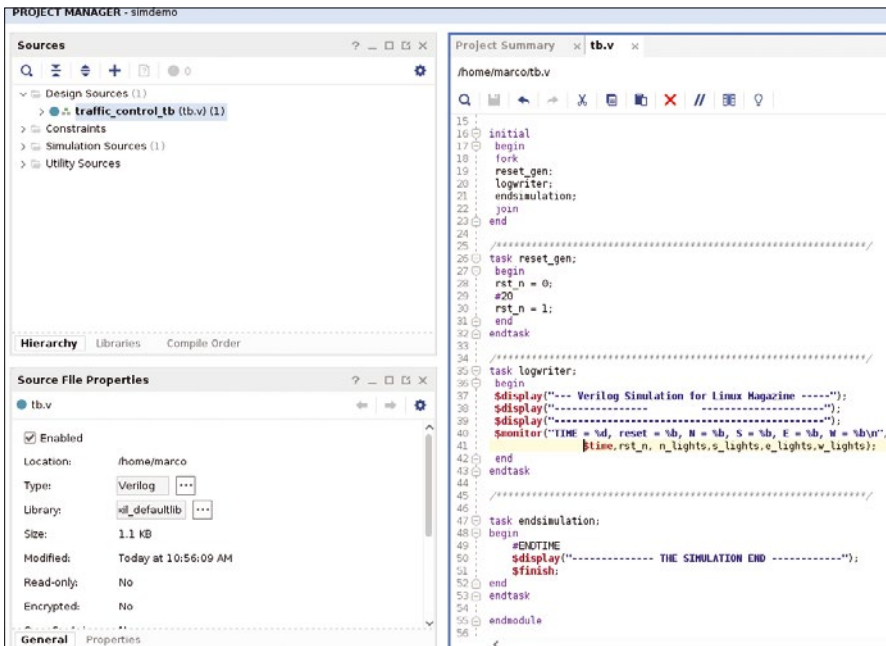 PROJECT MANAGER - simdemo
Sources
? _ □ X
0
Design Sources (1)
traffic_control_tb (tb.v) (1)
Constraints
Simulation Sources (1)
Utility Sources
Hierarchy Libraries Compile Order
Source File Properties
? _ □ X
tb.v
Enabled
Location: /home/marco
Type: Verilog ...
Library: xil_defaultlib ...
Size: 1.1 KB
Modified: Today at 10:56:09 AM
Read-only: No
Encrypted: No
General Properties
Project Summary × tb.v ×
/home/marco/tb.v
15
16 initial
17 begin
18 fork
19 reset_gen;
20 logwriter;
21 endsimulation;
22 join
23 end
24
25 /***************************************************************/
26 task reset_gen;
27 begin
28 rst_n = 0;
29 #20
30 rst_n = 1;
31 end
32 endtask
33
34 /***************************************************************/
35 task logwriter;
36 begin
37 $display("--- Verilog Simulation for Linux Magazine -----");
38 $display("---------------- ---------------------");
39 $display("----------------------------------------------");
40 $monitor("TIME = %d, reset = %b, N = %b, S = %b, E = %b, W = %b\n",
41 $time,rst_n, n_lights,s_lights,e_lights,w_lights);
42 end
43 endtask
44
45 /***************************************************************/
46
47 task endsimulation;
48 begin
49 #ENDTIME
50 $display("-------------- THE SIMULATION END ------------");
51 $finish;
52 end
53 endtask
54
55 endmodule
56